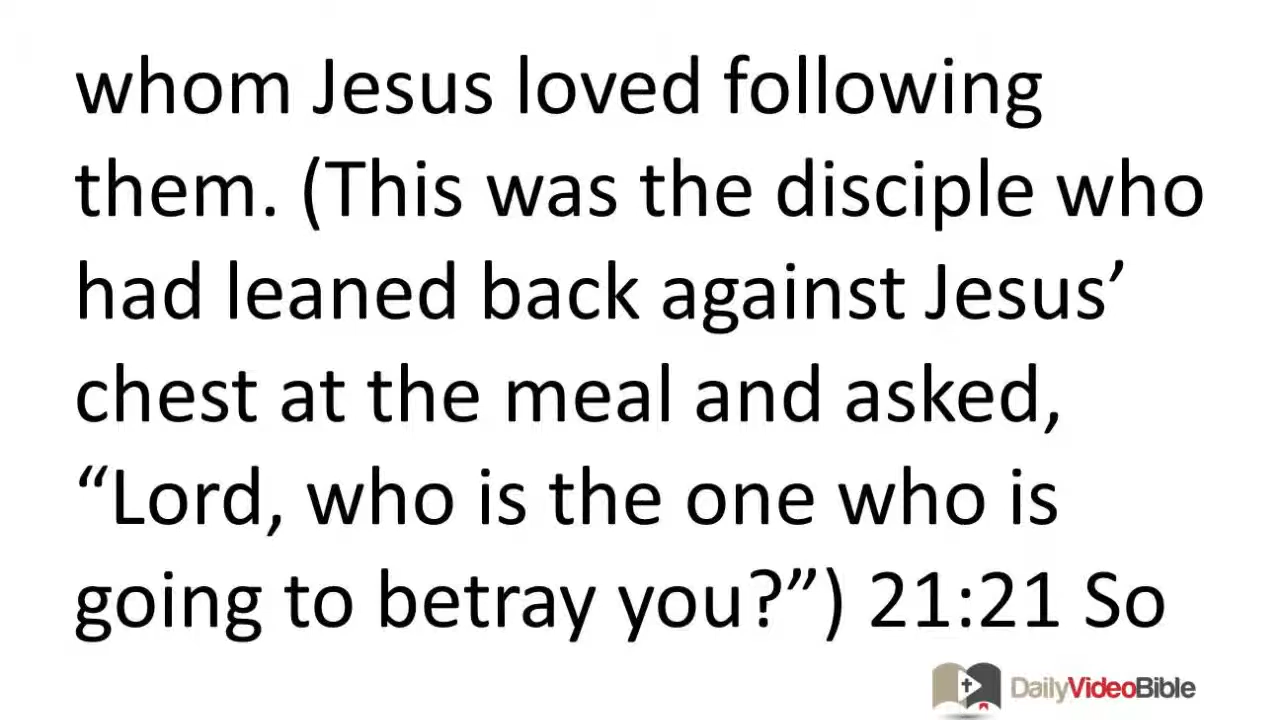 whom Jesus loved following
them. (This was the disciple who
had leaned back against Jesus’
chest at the meal and asked,
“Lord, who is the one who is
going to betray you?”) 21:21 So
DailyVideoBible